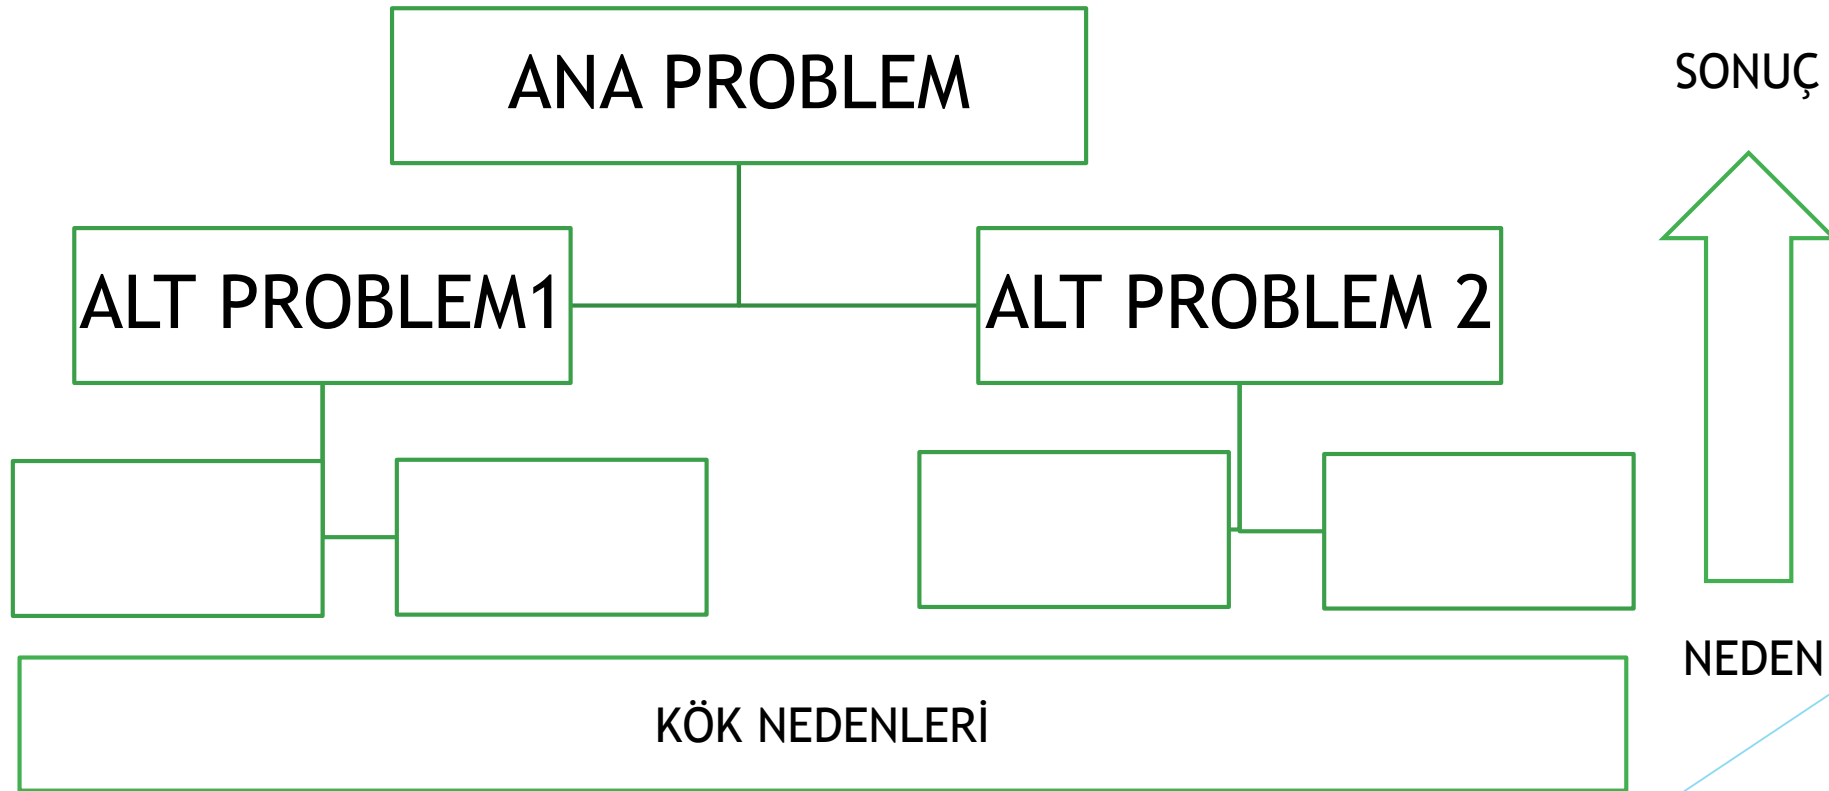 ANA PROBLEM
SONUÇ
ALT PROBLEM1
ALT PROBLEM 2
NEDEN
KÖK NEDENLERİ